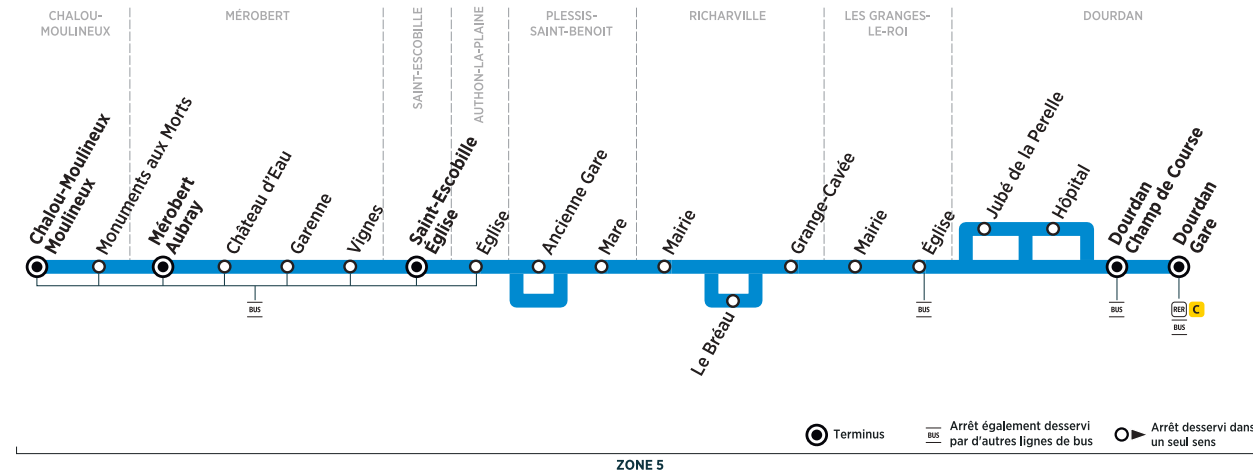 CHALOU-
MOULINEUX
MÉROBERT
SAINT-ESCOBILLE
AUTHON-LA-PLAINE
PLESSIS-
SAINT-BENOIT
RICHARVILLE
LES GRANGES-
LE-ROI
DOURDAN
Chalou-Moulineux
Moulineux
Monuments aux Morts
Mérobert
Aubray
Château d'Eau
Garenne
Vignes
Saint-Escobille
Église
Église
Ancienne Gare
Mare
Mairie
Le Bréau
Grange-Cavée
Mairie
Église
Jubé de la Perelle
Hôpital
Dourdan
Champ de Course
Dourdan
Gare
BUS
BUS
BUS
RER C
BUS
Terminus
BUS
Arrêt également desservi
par d'autres lignes de bus
Arrêt desservi dans
un seul sens
ZONE 5